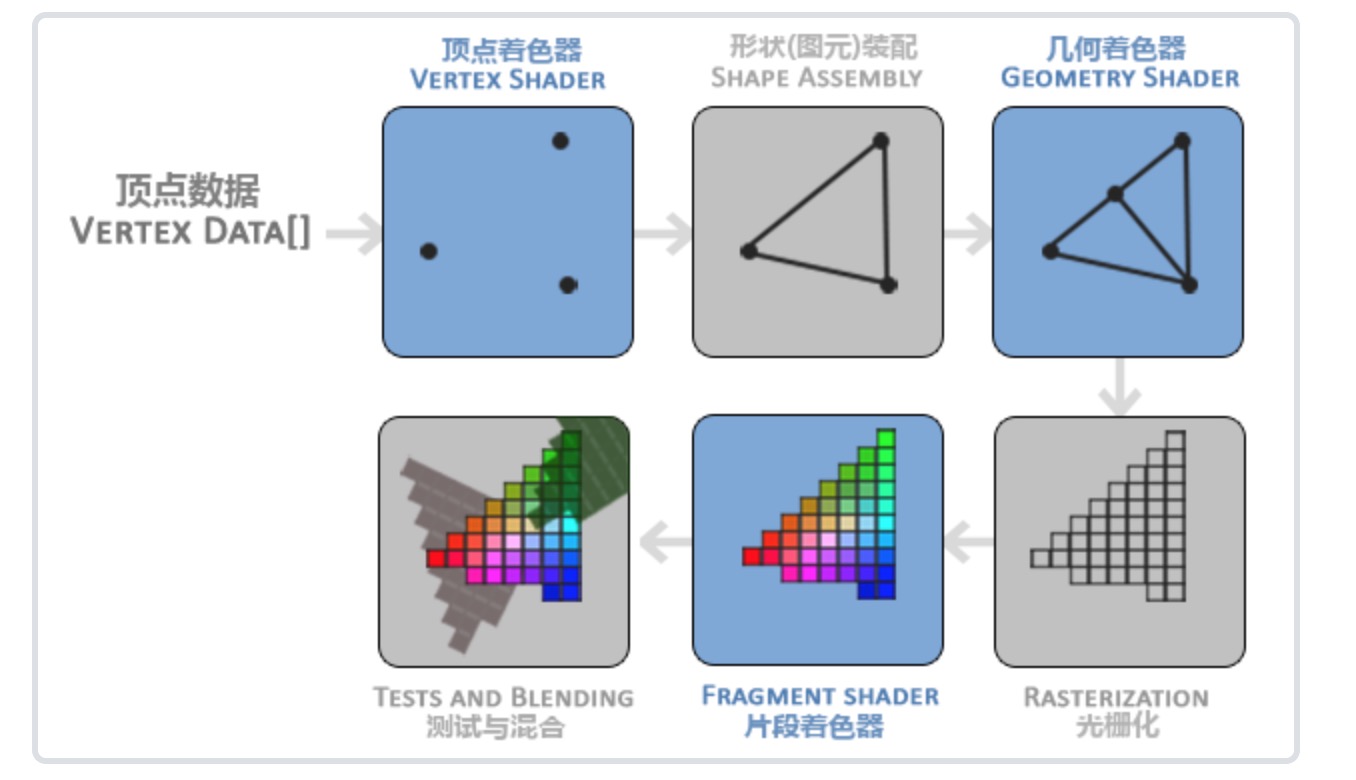 顶点着色器
VERTEX SHADER
形状(图元)装配
SHAPE ASSEMBLY
几何着色器
GEOMETRY SHADER
顶点数据
VERTEX DATA[]
TESTS AND BLENDING
测试与混合
FRAGMENT SHADER
片段着色器
RASTERIZATION
光栅化